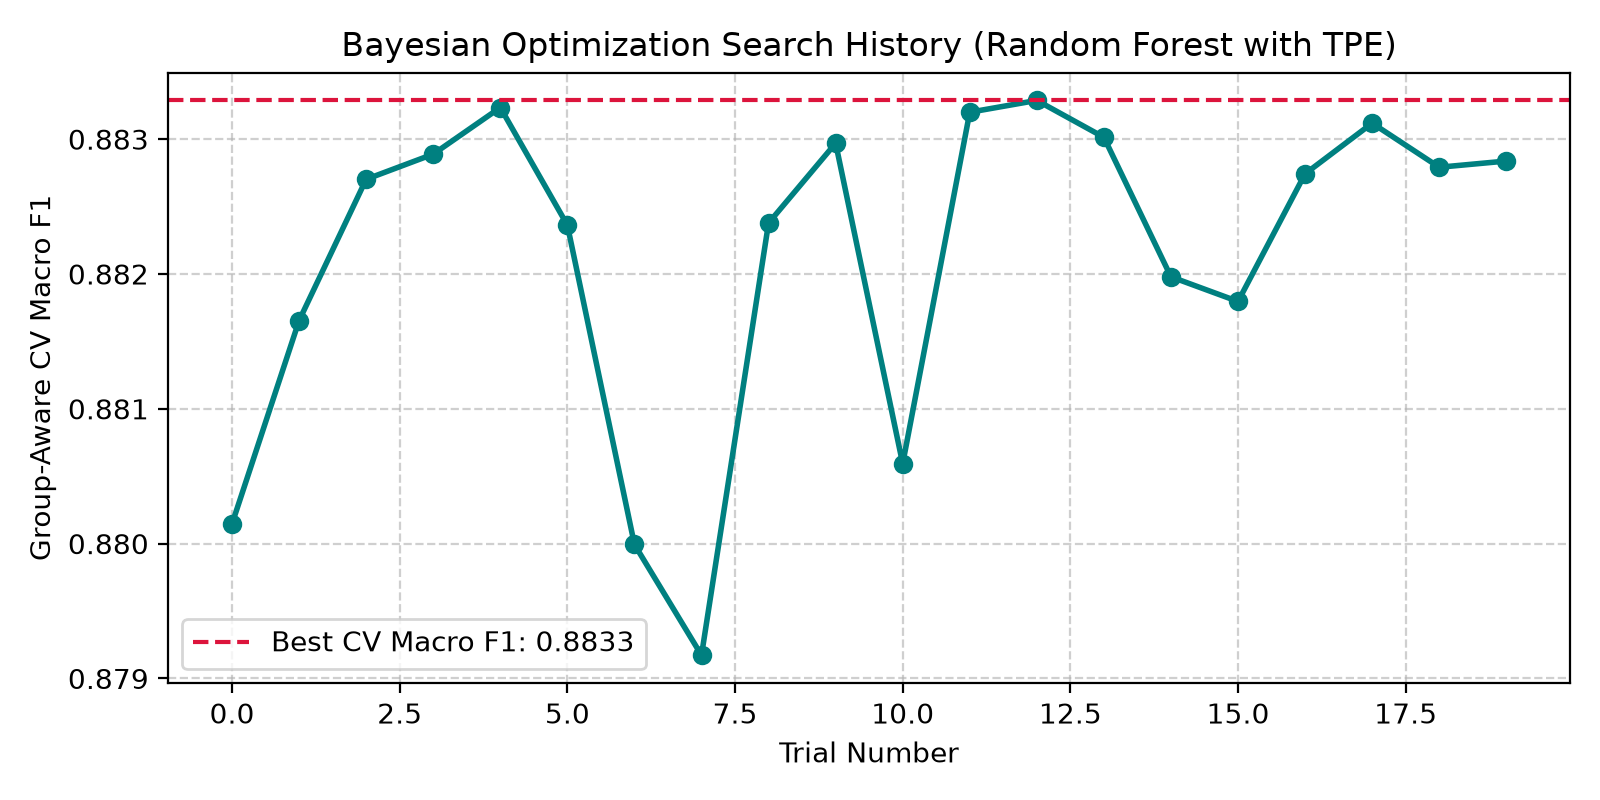 Bayesian Optimization Search History (Random Forest with TPE)
Group-Aware CV Macro F1
0.883
0.882
0.881
0.880
0.879
Best CV Macro F1: 0.8833
0.0 2.5 5.0 7.5 10.0 12.5 15.0 17.5
Trial Number